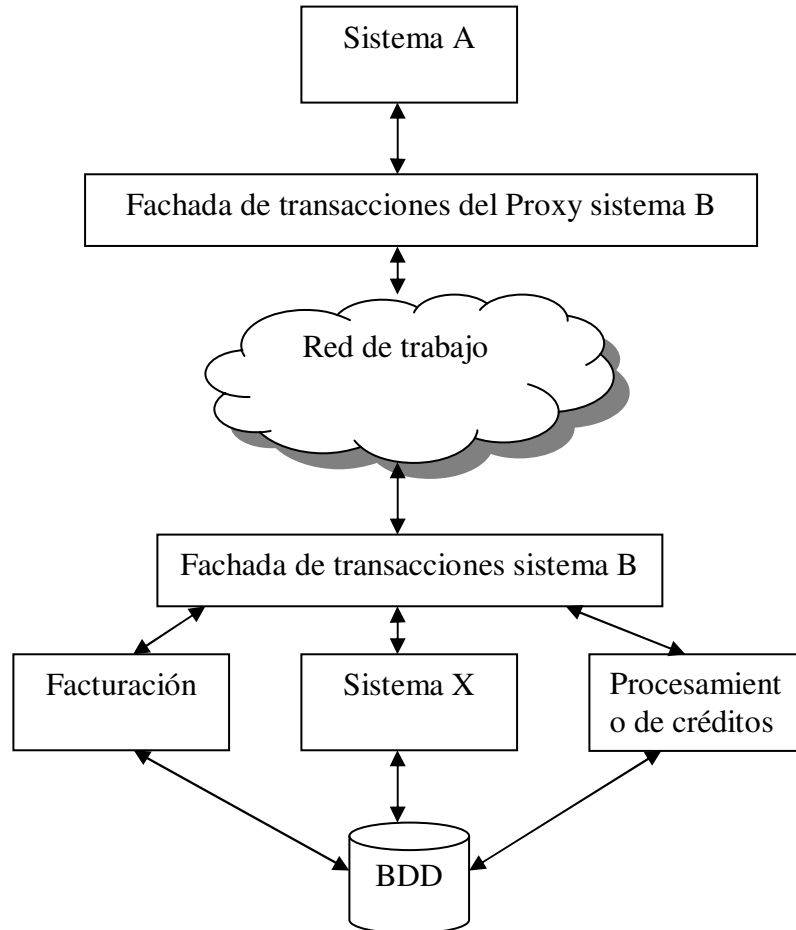 Sistema A
Fachada de transacciones del Proxy sistema B
Red de trabajo
Fachada de transacciones sistema B
Facturación
Sistema X
Procesamient
o de créditos
BDD